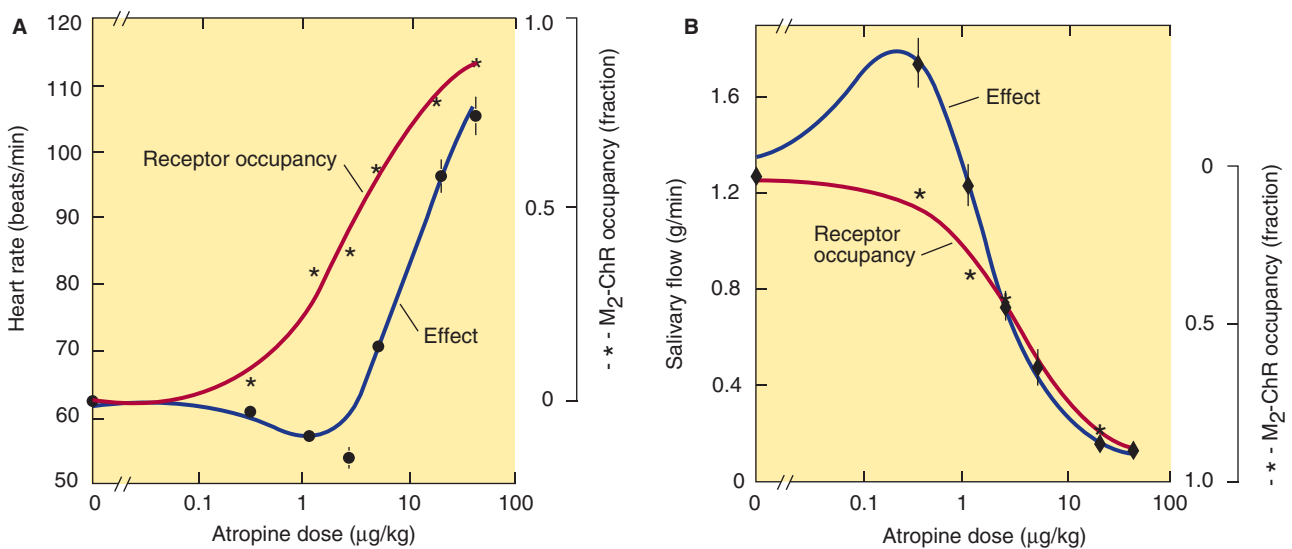 A
120
110
100
90
80
70
60
50
Heart rate (beats/min)
0
0.1
1
10
100
Atropine dose (μg/kg)
Receptor occupancy
Effect
1.0
0.5
0
- * - M₂-ChR occupancy (fraction)
B
1.6
1.2
0.8
0.4
0
Salivary flow (g/min)
0
0.1
1
10
100
Atropine dose (μg/kg)
Effect
Receptor
occupancy
0
0.5
1.0
- * - M₂-ChR occupancy (fraction)